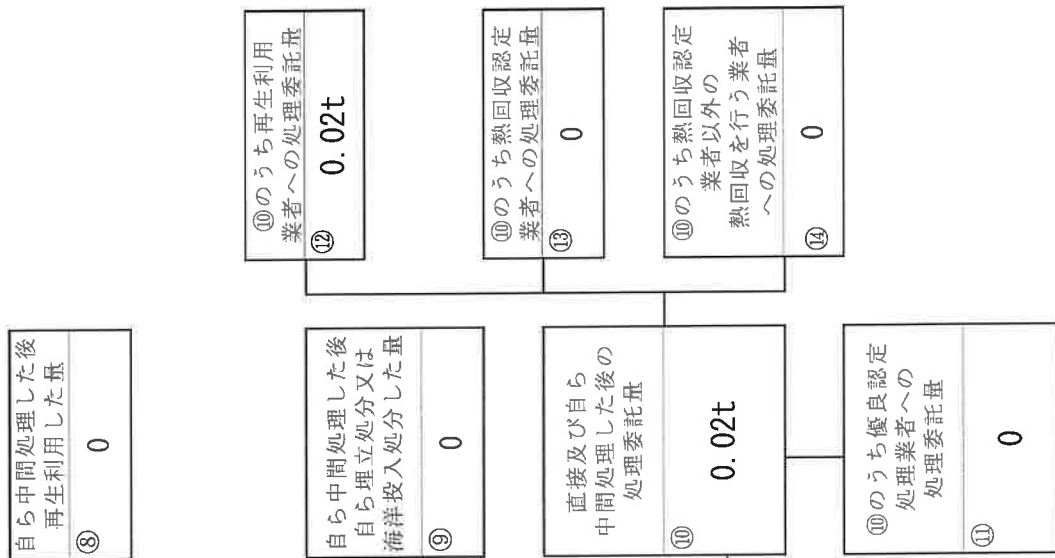 自ら中間処理した後
再生利用した量
⑧
0
自ら中間処理した後
自ら埋立処分又は
海洋投入処分した量
⑨
0
直接及び自ら
中間処理した後の
処理委託量
⑩
0.02t
⑩のうち優良認定
処理業者への
処理委託量
⑪
0
⑩のうち再生利用
業者への処理委託量
⑫
0.02t
⑩のうち熱回収認定
業者への処理委託量
⑬
0
⑩のうち熱回収認定
業者以外の
熱回収を行う業者
への処理委託量
⑭
0